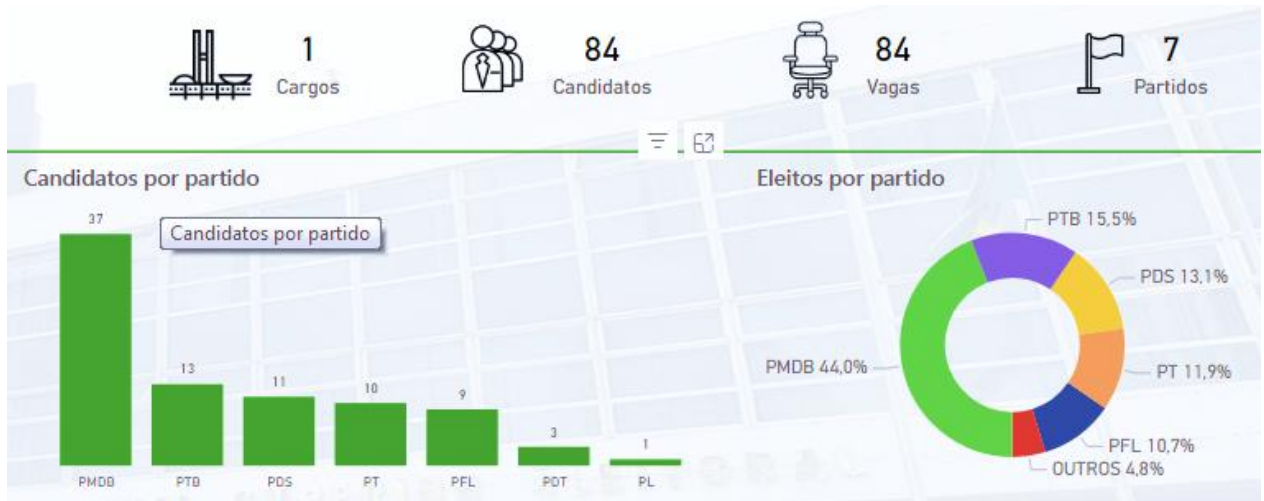 1
Cargos
84
Candidatos
84
Vagas
7
Partidos
Candidatos por partido
Eleitos por partido
37
Candidatos por partido
13
11
10
9
3
1
PMDB
PTB
PDS
PT
PFL
PDT
PL
PTB 15,5%
PDS 13,1%
PMDB 44,0%
PT 11,9%
PFL 10,7%
OUTROS 4,8%